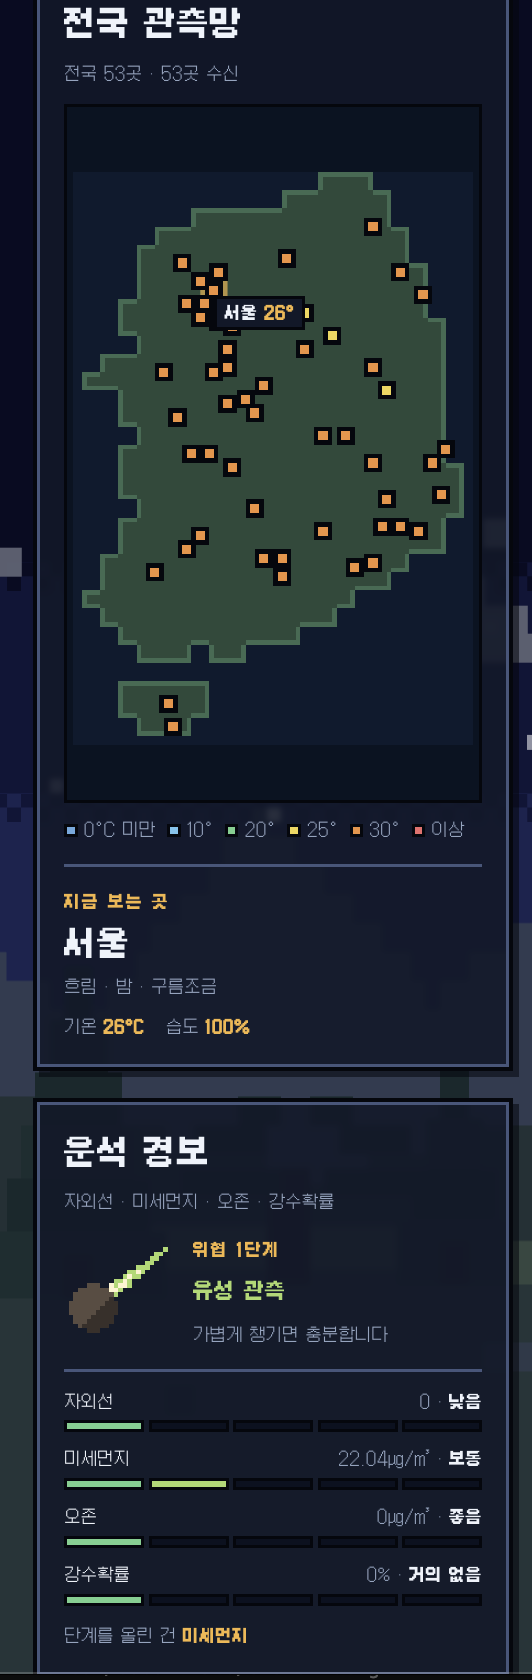 전국 관측망
전국 53곳 · 53곳 수신
서울 26°
0°C 미만 10° 20° 25° 30° 이상
지금 보는 곳
서울
흐림 · 밤 · 구름조금
기온 26°C 습도 100%
운석 경보
자외선 · 미세먼지 · 오존 · 강수확률
위협 1단계
유성 관측
가볍게 챙기면 충분합니다
자외선 0 · 낮음
미세먼지 22.04µg/m³ · 보통
오존 0µg/m³ · 좋음
강수확률 0% · 거의 없음
단계를 올린 건 미세먼지